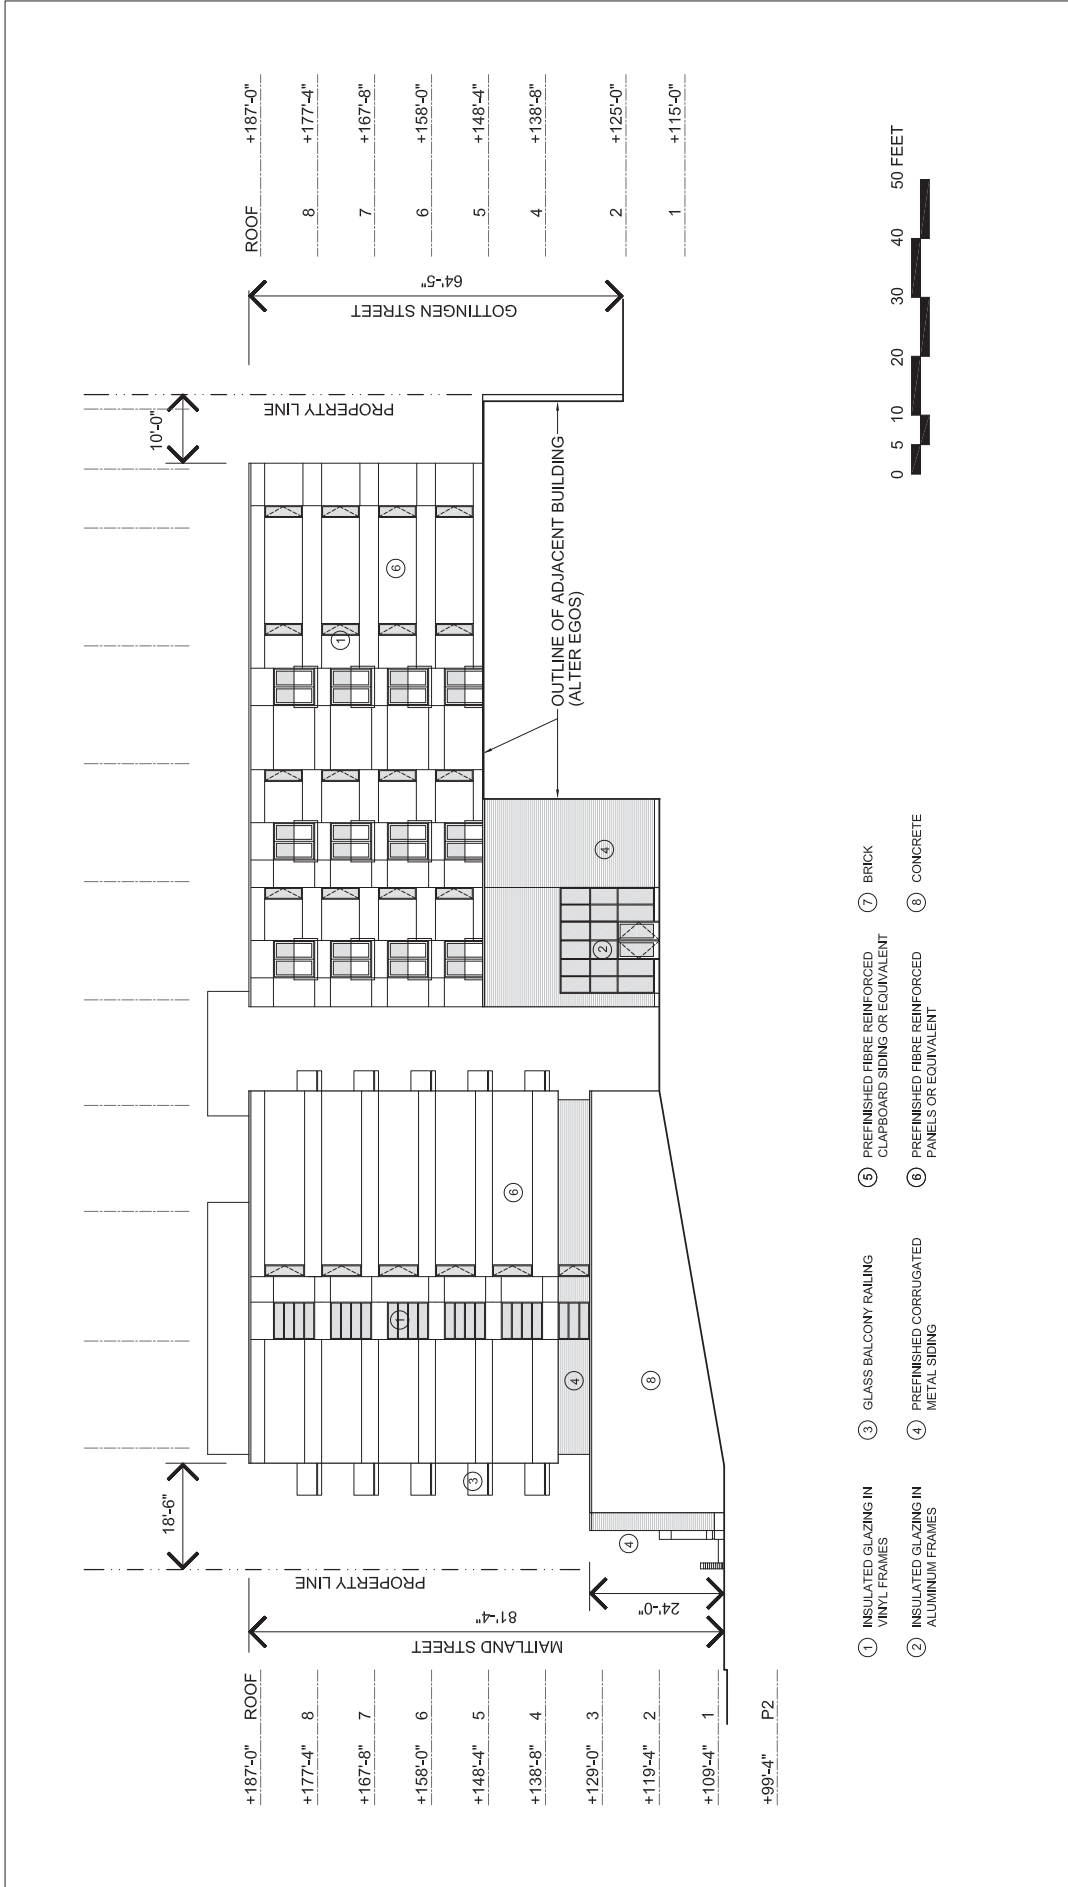 +187'-0" ROOF
+177'-4" 8
+167'-8" 7
+158'-0" 6
+148'-4" 5
+138'-8" 4
+129'-0" 3
+119'-4" 2
+109'-4" 1
+99'-4" P2
MAITLAND STREET
81'-4"
24'-0"
PROPERTY LINE
18'-6"
3
4
4
8
1
6
2
4
1
6
OUTLINE OF ADJACENT BUILDING
(ALTER EGOS)
10'-0"
PROPERTY LINE
GOTTINGEN STREET
64'-5"
ROOF +187'-0"
8 +177'-4"
7 +167'-8"
6 +158'-0"
5 +148'-4"
4 +138'-8"
2 +125'-0"
1 +115'-0"
1 INSULATED GLAZING IN
VINYL FRAMES
2 INSULATED GLAZING IN
ALUMINUM FRAMES
3 GLASS BALCONY RAILING
4 PREFINISHED CORRUGATED
METAL SIDING
5 PREFINISHED FIBRE REINFORCED
CLAPBOARD SIDING OR EQUIVALENT
6 PREFINISHED FIBRE REINFORCED
PANELS OR EQUIVALENT
7 BRICK
8 CONCRETE
0 5 10 20 30 40 50 FEET